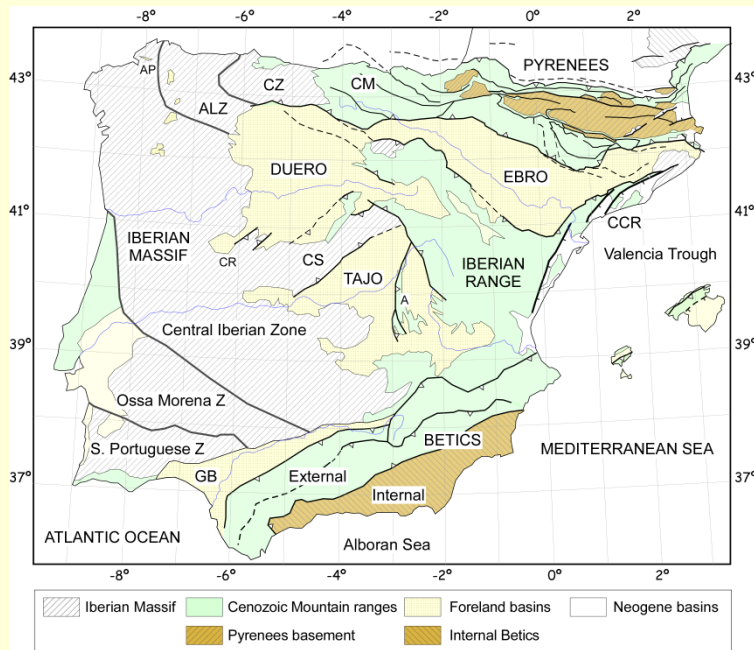 -8° -6° -4° -2° 0° 2°
PYRENEES
43° 43°
AP CZ CM
ALZ
DUERO
EBRO
41° 41°
CCR
IBERIAN
MASSIF
CR CS
Valencia Trough
TAJO
IBERIAN
RANGE
A
Central Iberian Zone
39° 39°
Ossa Morena Z
S. Portuguese Z
BETICS
MEDITERRANEAN SEA
37° GB External 37°
Internal
ATLANTIC OCEAN
Alboran Sea
-8° -6° -4° -2° 0° 2°
Iberian Massif Cenozoic Mountain ranges Foreland basins Neogene basins
Pyrenees basement Internal Betics